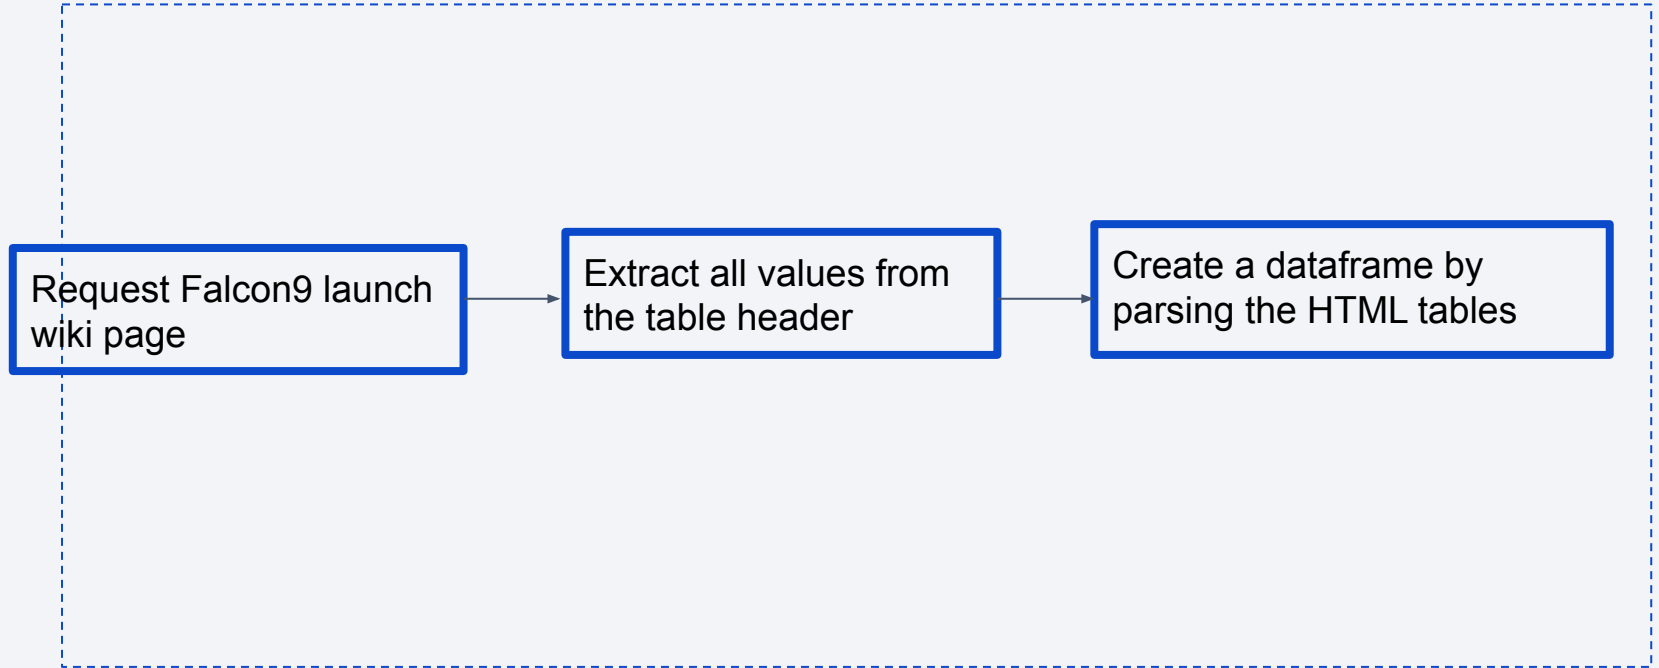 Request Falcon9 launch
wiki page
Extract all values from
the table header
Create a dataframe by
parsing the HTML tables